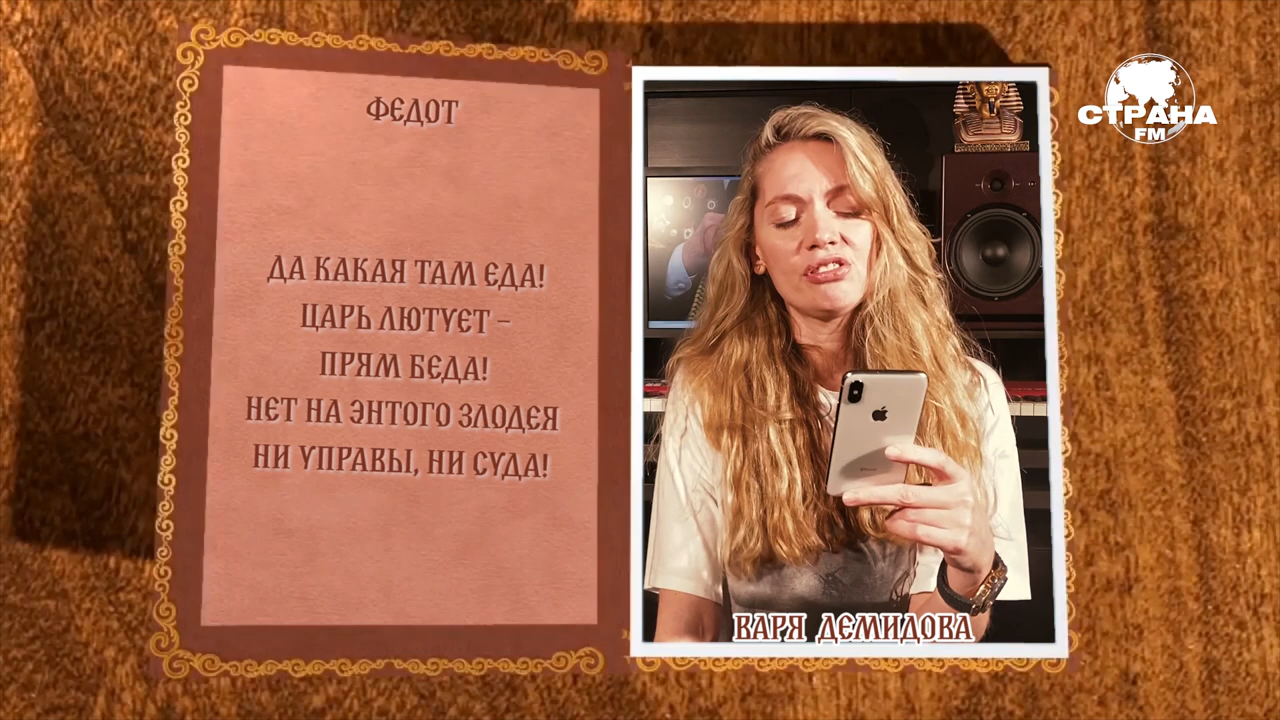 ФЕДОТ
ДА КАКАЯ ТАМ ЕДА!
ЦАРЬ ЛЮТУЕТ –
ПРЯМ БЕДА!
НЕТ НА ЭНТОГО ЗЛОДЕЯ
НИ УПРАВЫ, НИ СУДА!
ВАРЯ ДЕМИДОВА
СТРАНА
FM